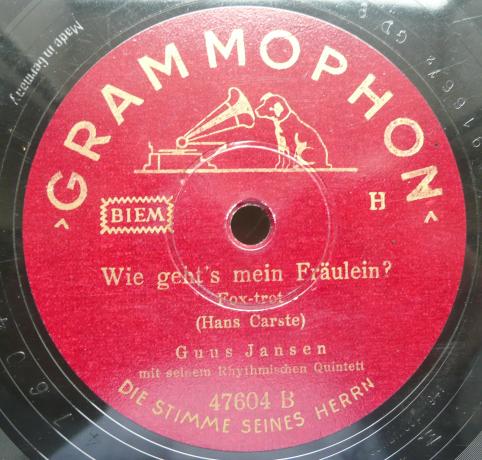 Made in Germany
›GRAMMOPHON‹
BIEM
H
Wie geht's mein Fräulein?
Fox-trot
(Hans Carste)
Guus Jansen
mit seinem Rhythmischen Quintett
47604 B
DIE STIMME SEINES HERRN